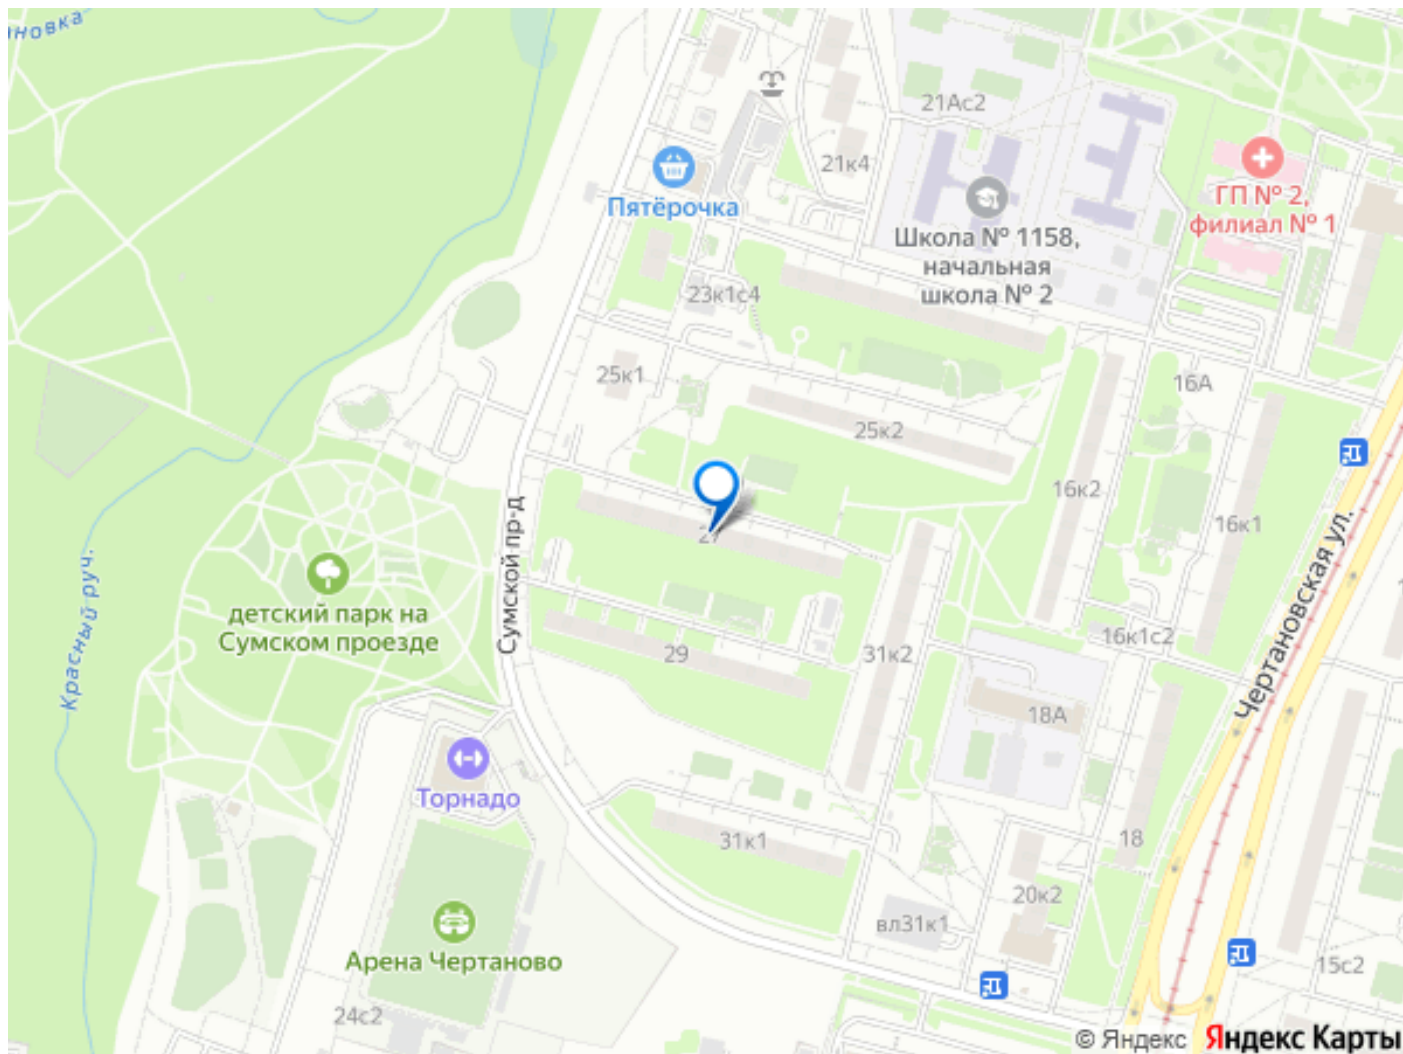 21Ас2
21к4
ГП № 2,
филиал № 1
Пятёрочка
Школа № 1158,
начальная
школа № 2
23к1с4
25к1
16А
25к2
16к2
16к1
Сумской пр-д
Чертановская ул.
Красный руч.
детский парк на
Сумском проезде
29
31к2
16к1с2
18А
Торнадо
31к1
18
20к2
вл31к1
Арена Чертаново
15с2
24с2
© Яндекс Яндекс Карты